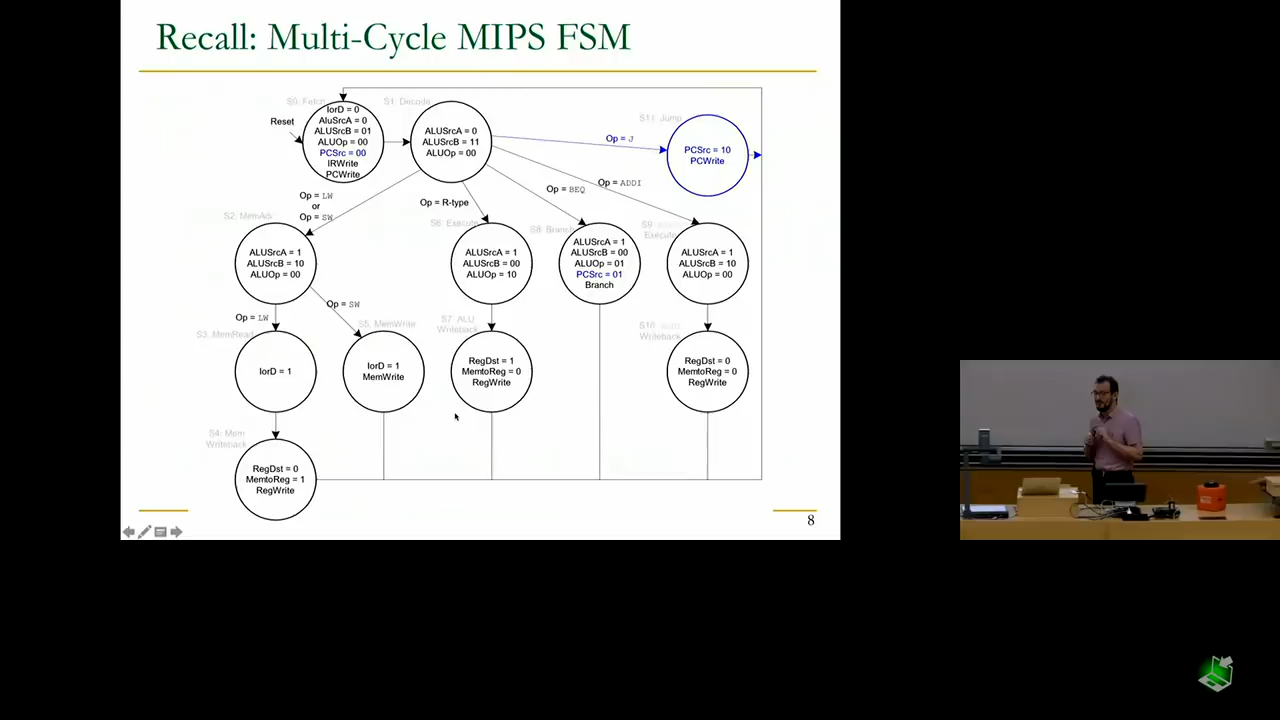 Recall: Multi-Cycle MIPS FSM
S0: Fetch
S1: Decode
Reset
IorD = 0
AluSrcA = 0
ALUSrcB = 01
ALUOp = 00
PCSrc = 00
IRWrite
PCWrite
ALUSrcA = 0
ALUSrcB = 11
ALUOp = 00
S11: Jump
Op = J
PCSrc = 10
PCWrite
Op = LW
or
Op = SW
Op = R-type
Op = BEQ
Op = ADDI
S2: MemAdr
S6: Execute
S8: Branch
S9:
Execute
ALUSrcA = 1
ALUSrcB = 10
ALUOp = 00
ALUSrcA = 1
ALUSrcB = 00
ALUOp = 10
ALUSrcA = 1
ALUSrcB = 00
ALUOp = 01
PCSrc = 01
Branch
ALUSrcA = 1
ALUSrcB = 10
ALUOp = 00
Op = SW
Op = LW
S3: MemRead
S5: MemWrite
S7: ALU
Writeback
S10:
Writeback
IorD = 1
IorD = 1
MemWrite
RegDst = 1
MemtoReg = 0
RegWrite
RegDst = 0
MemtoReg = 0
RegWrite
S4: Mem
Writeback
RegDst = 0
MemtoReg = 1
RegWrite
8